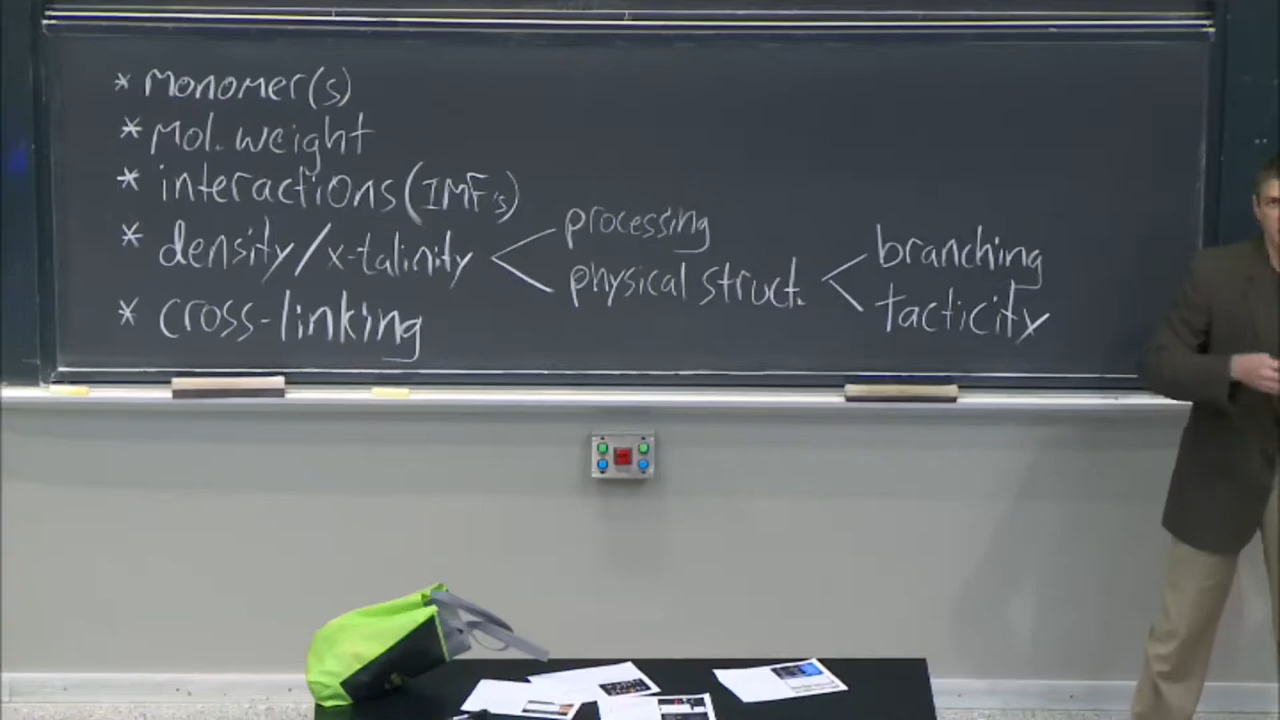 * monomer(s)
* Mol. weight
* interactions (IMF's)
* density/x-talinity < processing
physical struct. < branching
tacticity
* cross-linking